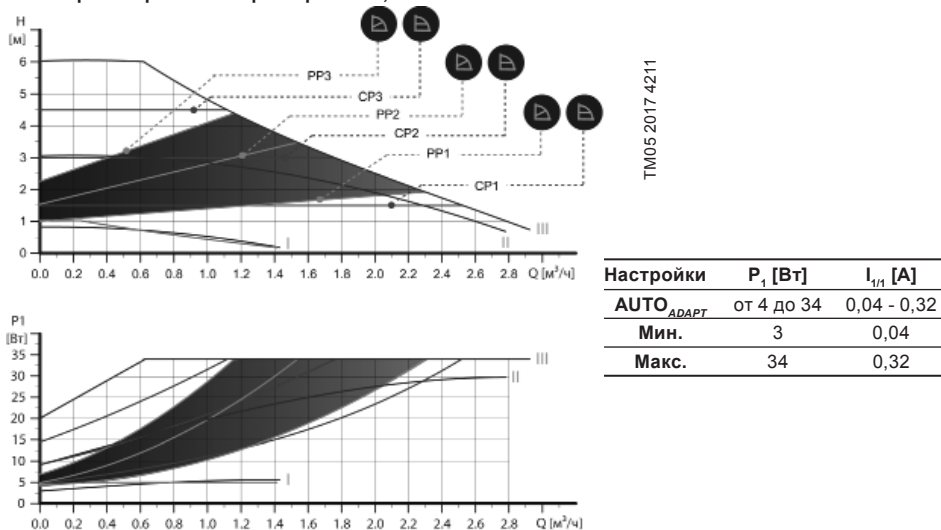 H
[м]
6
5
4
3
2
1
0
PP3
CP3
PP2
CP2
PP1
CP1
I
II
III
0.0 0.2 0.4 0.6 0.8 1.0 1.2 1.4 1.6 1.8 2.0 2.2 2.4 2.6 2.8 Q [м³/ч]
TM05 2017 4211
P1
[Вт]
35
30
25
20
15
10
5
0
III
II
I
0.0 0.2 0.4 0.6 0.8 1.0 1.2 1.4 1.6 1.8 2.0 2.2 2.4 2.6 2.8 Q [м³/ч]
Настройки P₁ [Вт] I₁/₁ [А]
AUTO ADAPT от 4 до 34 0,04 - 0,32
Мин. 3 0,04
Макс. 34 0,32